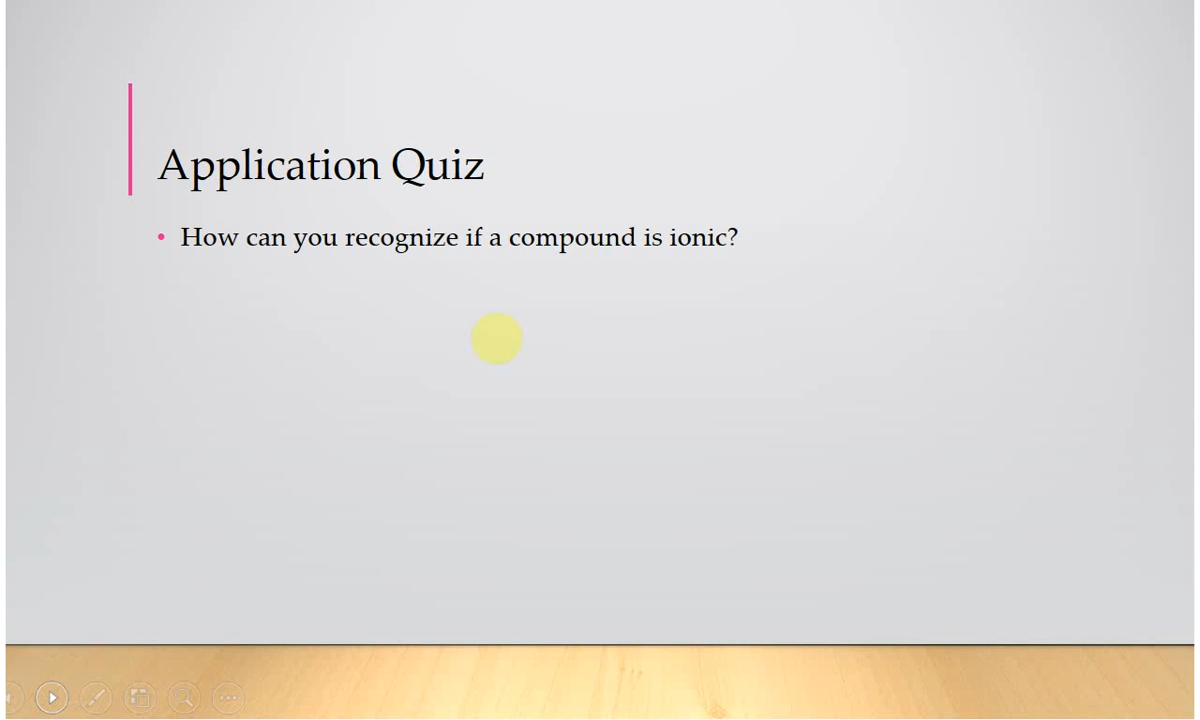 Application Quiz
• How can you recognize if a compound is ionic?